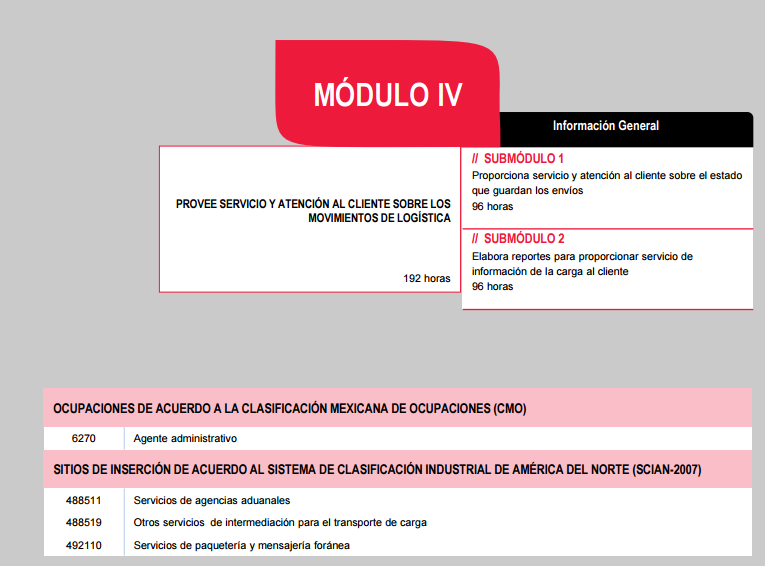 MÓDULO IV
Información General
PROVEE SERVICIO Y ATENCIÓN AL CLIENTE SOBRE LOS
MOVIMIENTOS DE LOGÍSTICA
192 horas
// SUBMÓDULO 1
Proporciona servicio y atención al cliente sobre el estado
que guardan los envíos
96 horas
// SUBMÓDULO 2
Elabora reportes para proporcionar servicio de
información de la carga al cliente
96 horas
OCUPACIONES DE ACUERDO A LA CLASIFICACIÓN MEXICANA DE OCUPACIONES (CMO)
6270 Agente administrativo
SITIOS DE INSERCIÓN DE ACUERDO AL SISTEMA DE CLASIFICACIÓN INDUSTRIAL DE AMÉRICA DEL NORTE (SCIAN-2007)
488511 Servicios de agencias aduanales
488519 Otros servicios de intermediación para el transporte de carga
492110 Servicios de paquetería y mensajería foránea